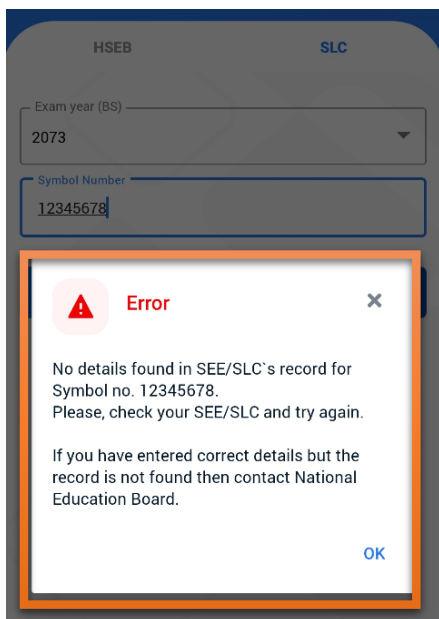 HSEB SLC
Exam year (BS)
2073
Symbol Number
12345678
Error
No details found in SEE/SLC`s record for
Symbol no. 12345678.
Please, check your SEE/SLC and try again.
If you have entered correct details but the
record is not found then contact National
Education Board.
OK